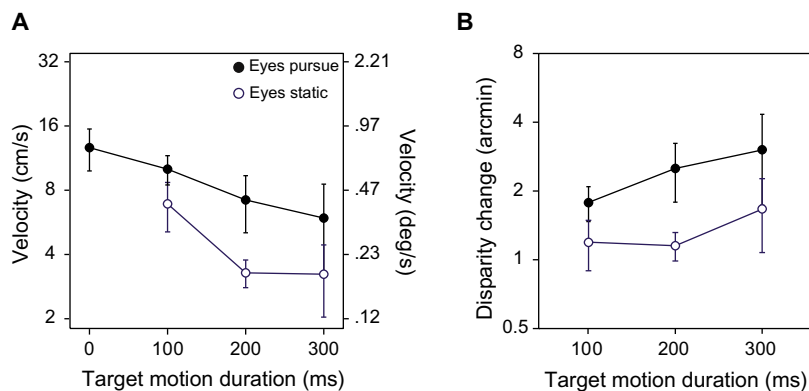 A
B
32
16
8
4
2
Velocity (cm/s)
2.21
.97
.47
.23
.12
Velocity (deg/s)
Eyes pursue
Eyes static
0
100
200
300
Target motion duration (ms)
8
4
2
1
0.5
Disparity change (arcmin)
100
200
300
Target motion duration (ms)